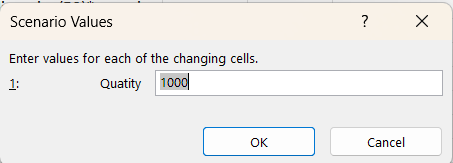 Scenario Values ? ×
Enter values for each of the changing cells.
1: Quatity 1000
OK Cancel